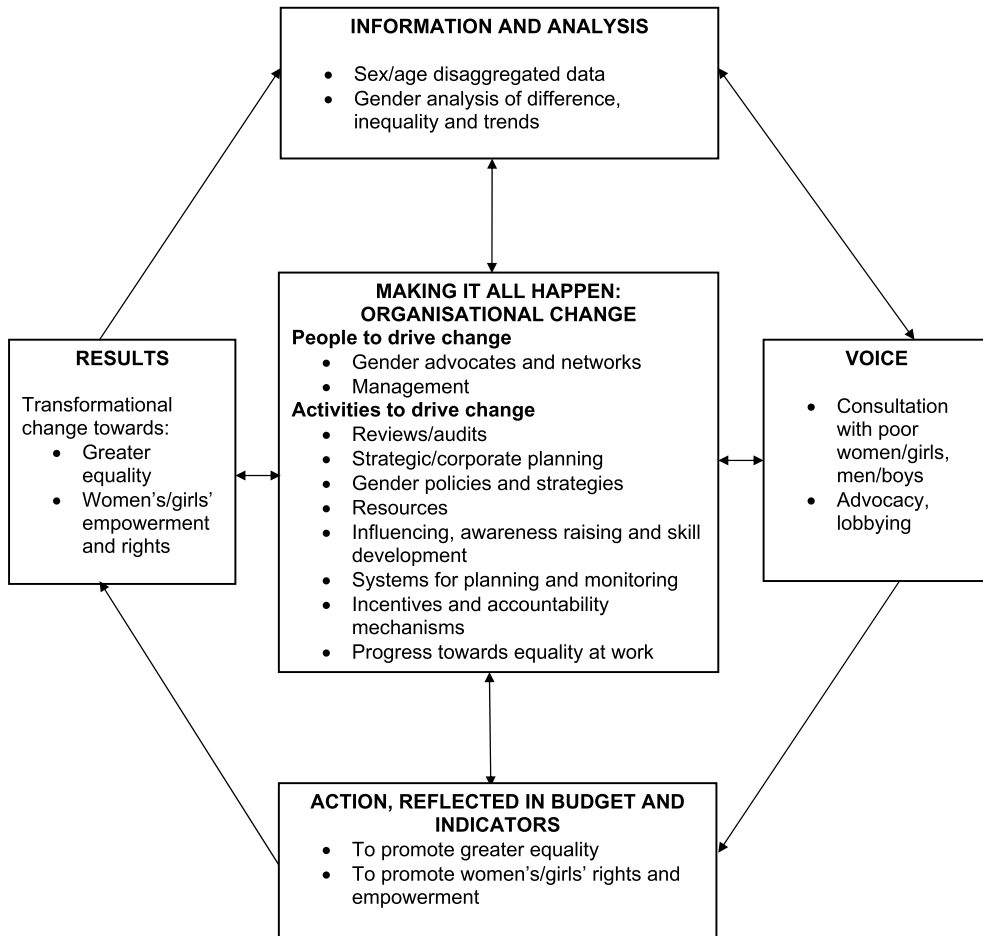 INFORMATION AND ANALYSIS
• Sex/age disaggregated data
• Gender analysis of difference,
inequality and trends
MAKING IT ALL HAPPEN:
ORGANISATIONAL CHANGE
People to drive change
• Gender advocates and networks
• Management
Activities to drive change
• Reviews/audits
• Strategic/corporate planning
• Gender policies and strategies
• Resources
• Influencing, awareness raising and skill
development
• Systems for planning and monitoring
• Incentives and accountability
mechanisms
• Progress towards equality at work
RESULTS
Transformational
change towards:
• Greater
equality
• Women’s/girls’
empowerment
and rights
VOICE
• Consultation
with poor
women/girls,
men/boys
• Advocacy,
lobbying
ACTION, REFLECTED IN BUDGET AND
INDICATORS
• To promote greater equality
• To promote women’s/girls’ rights and
empowerment